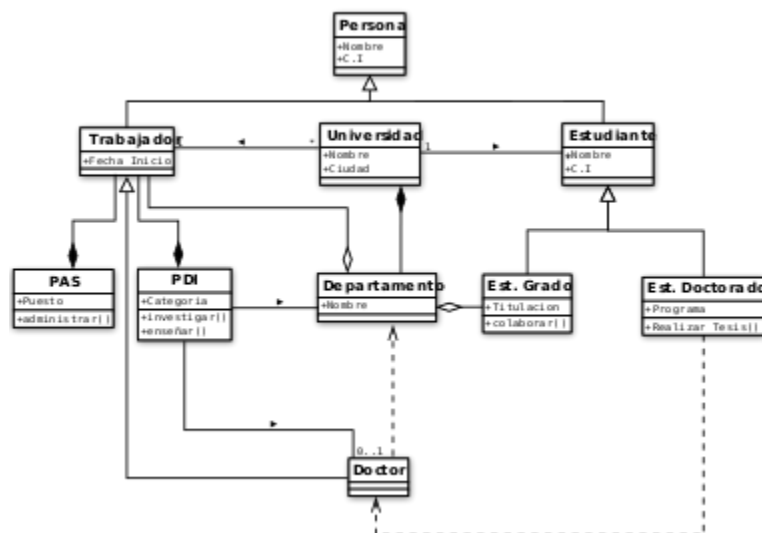 Persona
+Nombre
+C.I
Trabajador
+Fecha Inicio
*
Universidad
+Nombre
+Ciudad
1
Estudiante
+Nombre
+C.I
PAS
+Puesto
+administrar()
PDI
+Categoria
+investigar()
+enseñar()
Departamento
+Nombre
Est. Grado
+Titulacion
+colaborar()
Est. Doctorado
+Programa
+Realizar Tesis()
0..1
Doctor